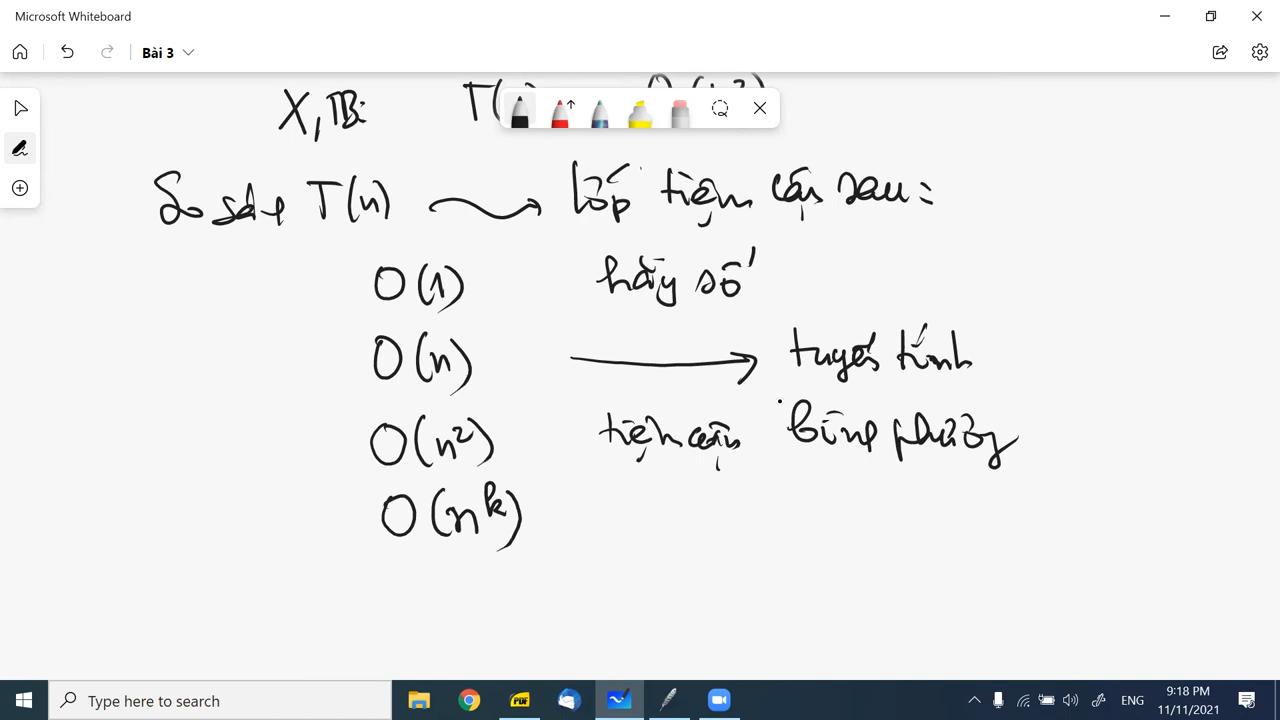 Microsoft Whiteboard
Bài 3
X, TB: T(
So sánh T(n) lớp tiệm cận sau:
O(1) hằng số
O(n) tuyến tính
O(n²) tiệm cận bình phương
O(n^k)
Type here to search
ENG
9:18 PM
11/11/2021